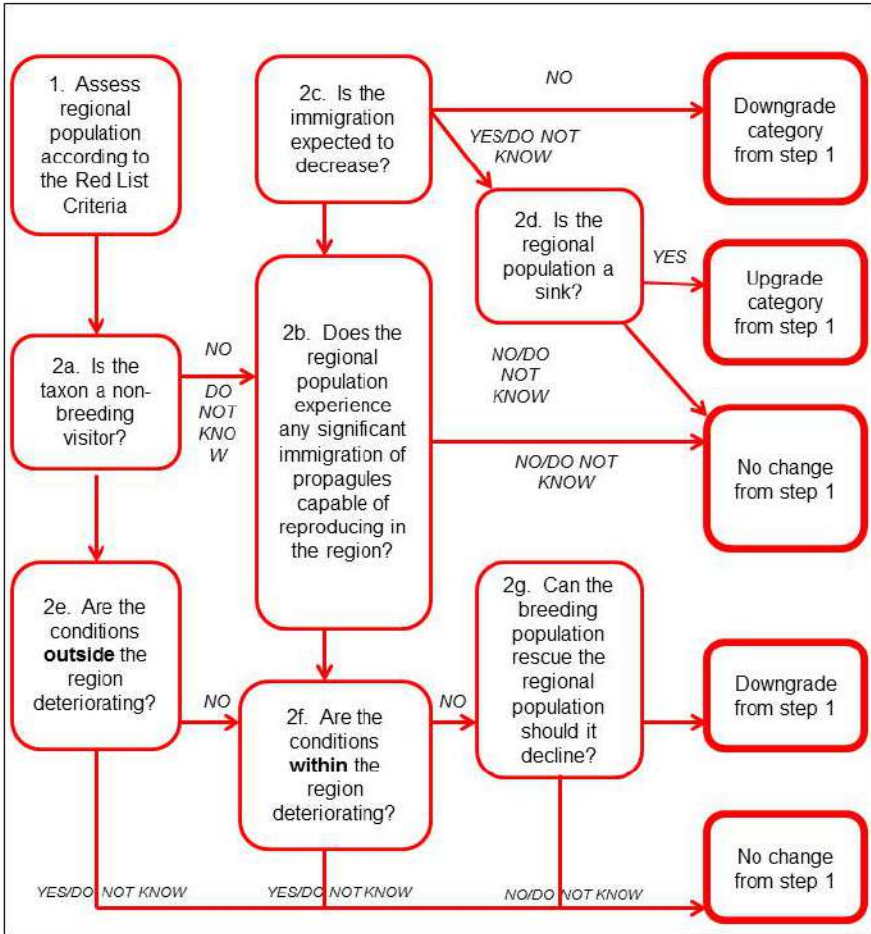 1. Assess
regional
population
according to
the Red List
Criteria
2c. Is the
immigration
expected to
decrease?
NO
Downgrade
category
from step 1
YES/DO NOT
KNOW
2d. Is the
regional
population a
sink?
YES
Upgrade
category
from step 1
2a. Is the
taxon a non-
breeding
visitor?
NO
DO
NOT
KNO
W
2b. Does the
regional
population
experience
any significant
immigration of
propagules
capable of
reproducing in
the region?
NO/DO
NOT
KNOW
NO/DO NOT
KNOW
No change
from step 1
2e. Are the
conditions
outside the
region
deteriorating?
NO
2f. Are the
conditions
within the
region
deteriorating?
NO
2g. Can the
breeding
population
rescue the
regional
population
should it
decline?
Downgrade
from step 1
YES/DO NOT KNOW
YES/DO NOT KNOW
NO/DO NOT KNOW
No change
from step 1